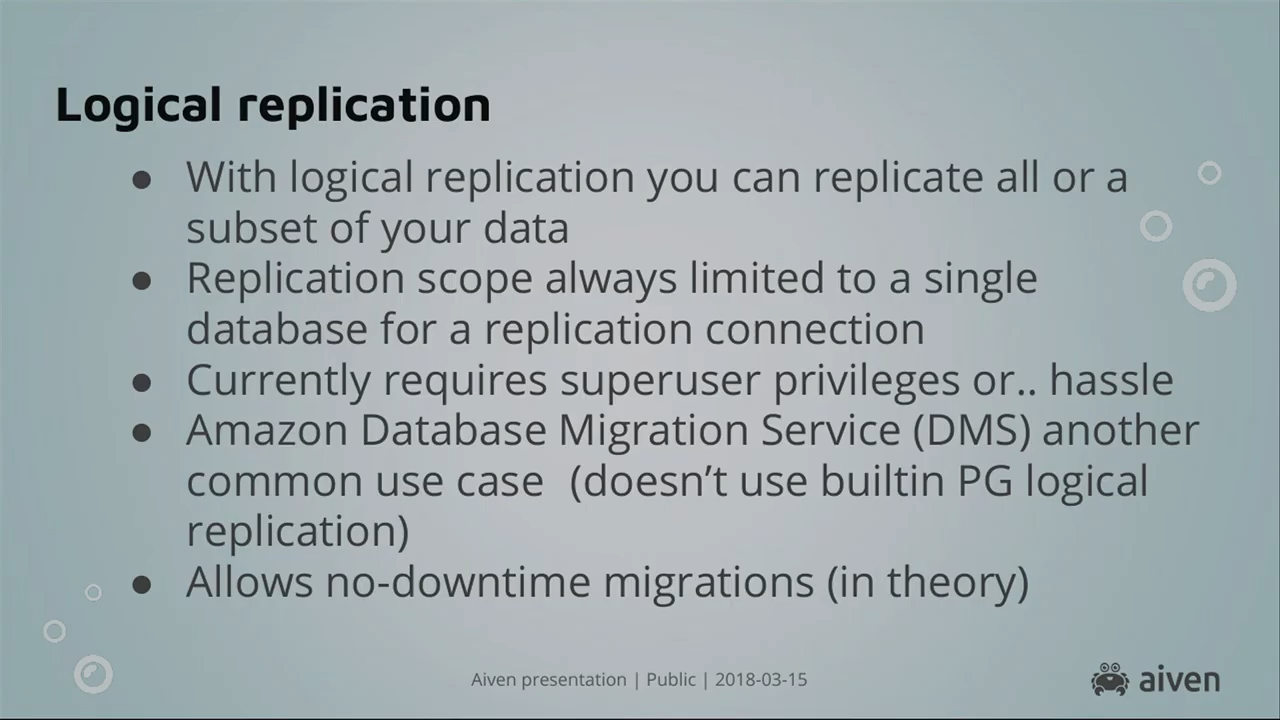 Logical replication
● With logical replication you can replicate all or a
subset of your data
● Replication scope always limited to a single
database for a replication connection
● Currently requires superuser privileges or.. hassle
● Amazon Database Migration Service (DMS) another
common use case (doesn’t use builtin PG logical
replication)
● Allows no-downtime migrations (in theory)
Aiven presentation | Public | 2018-03-15
aiven